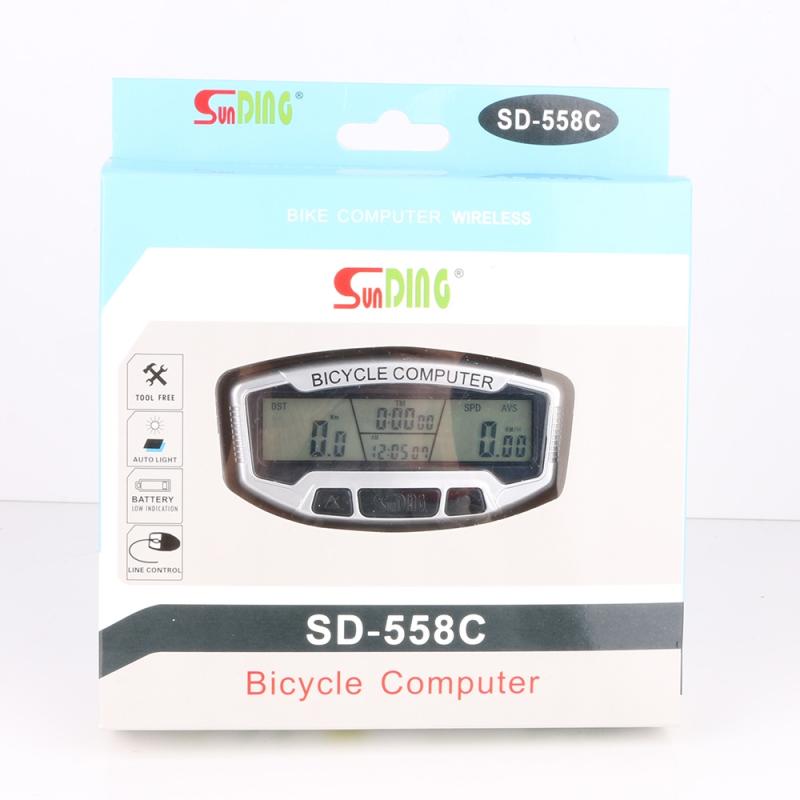 SunDING®
SD-558C
BIKE COMPUTER WIRELESS
SunDING®
TOOL FREE
AUTO LIGHT
BATTERY
LOW INDICATION
LINE CONTROL
BICYCLE COMPUTER
DST
Km
0.0
TM
0:00 00
AM
12:05 07
SPD AVS
KM/H
0.00
SunDING
SD-558C
Bicycle Computer